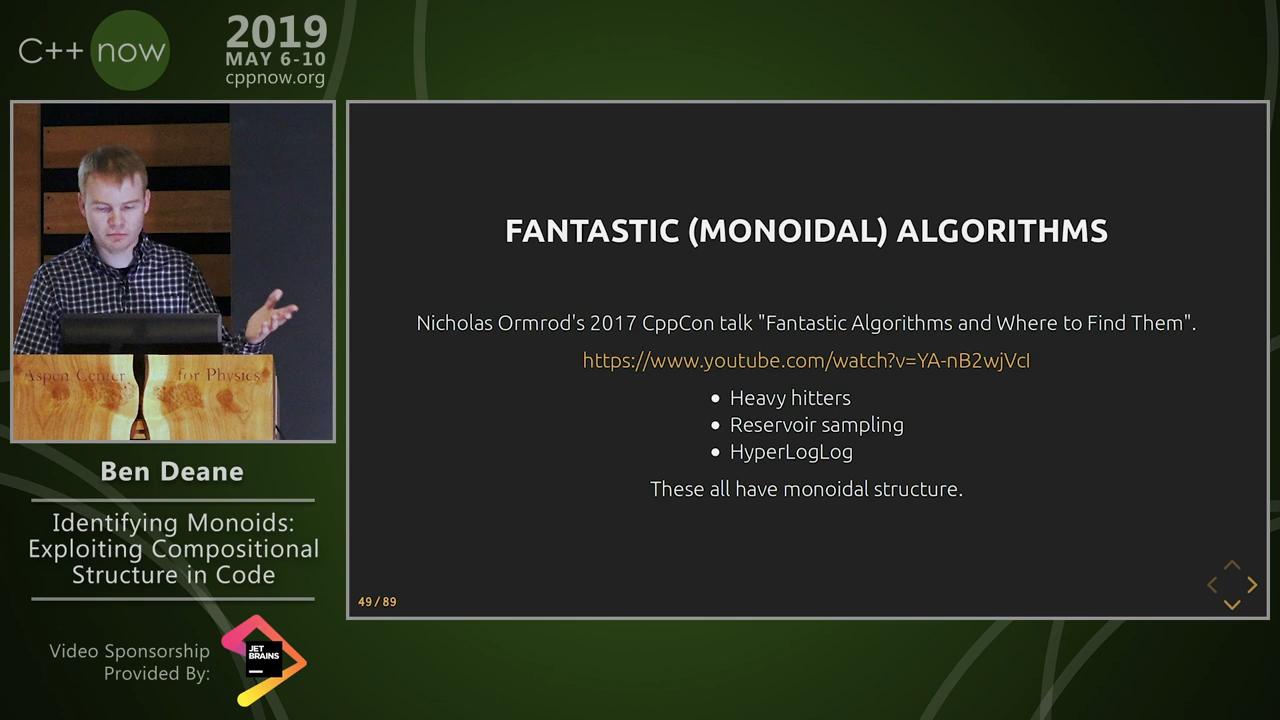 C++ now
2019
MAY 6-10
cppnow.org
Aspen Center for Physics
Ben Deane
Identifying Monoids:
Exploiting Compositional
Structure in Code
Video Sponsorship
Provided By:
JET
BRAINS
FANTASTIC (MONOIDAL) ALGORITHMS
Nicholas Ormrod's 2017 CppCon talk "Fantastic Algorithms and Where to Find Them".
https://www.youtube.com/watch?v=YA-nB2wjVcI
• Heavy hitters
• Reservoir sampling
• HyperLogLog
These all have monoidal structure.
49 / 89